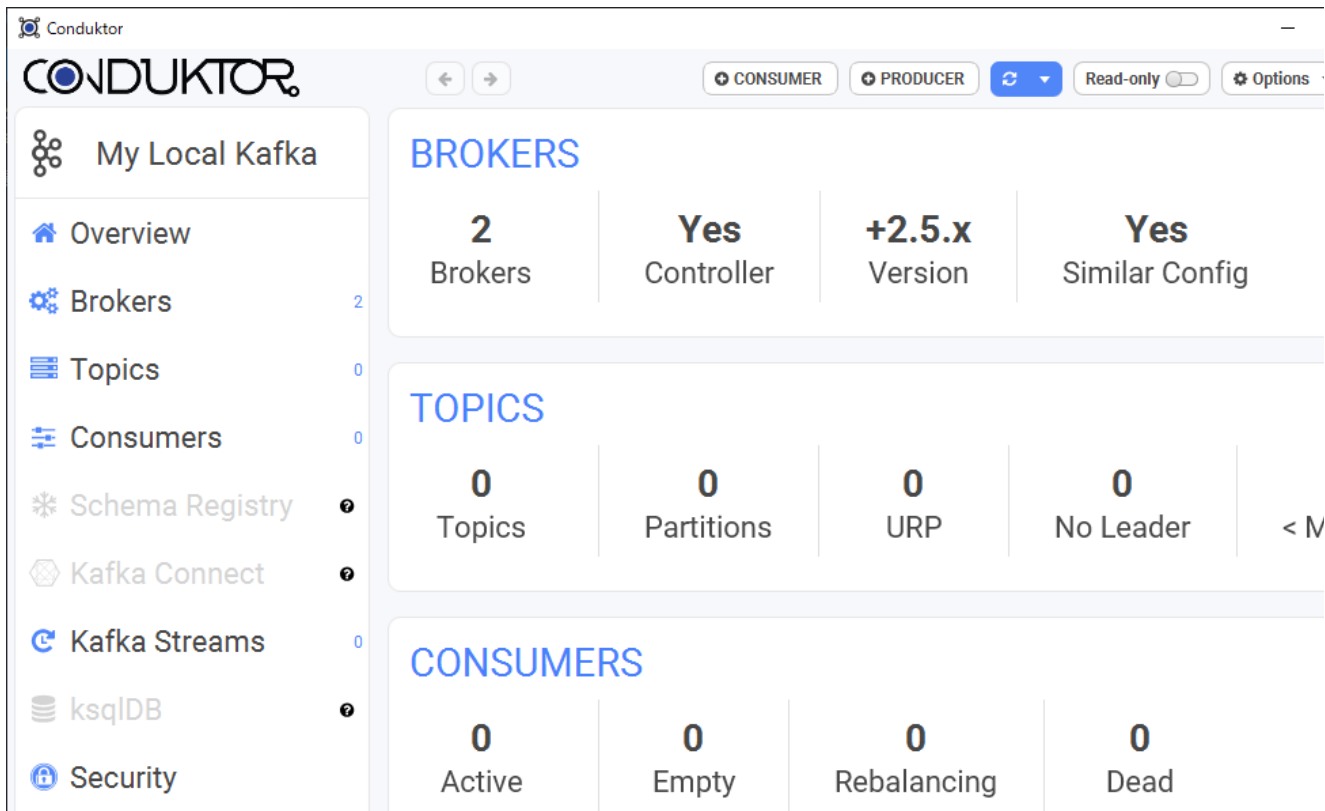 Conduktor
CONDUKTOR
CONSUMER
PRODUCER
Read-only
Options
My Local Kafka
Overview
Brokers 2
Topics 0
Consumers 0
Schema Registry ?
Kafka Connect ?
Kafka Streams 0
ksqlDB ?
Security
BROKERS
2 Yes +2.5.x Yes
Brokers Controller Version Similar Config
TOPICS
0 0 0 0
Topics Partitions URP No Leader < M
CONSUMERS
0 0 0 0
Active Empty Rebalancing Dead